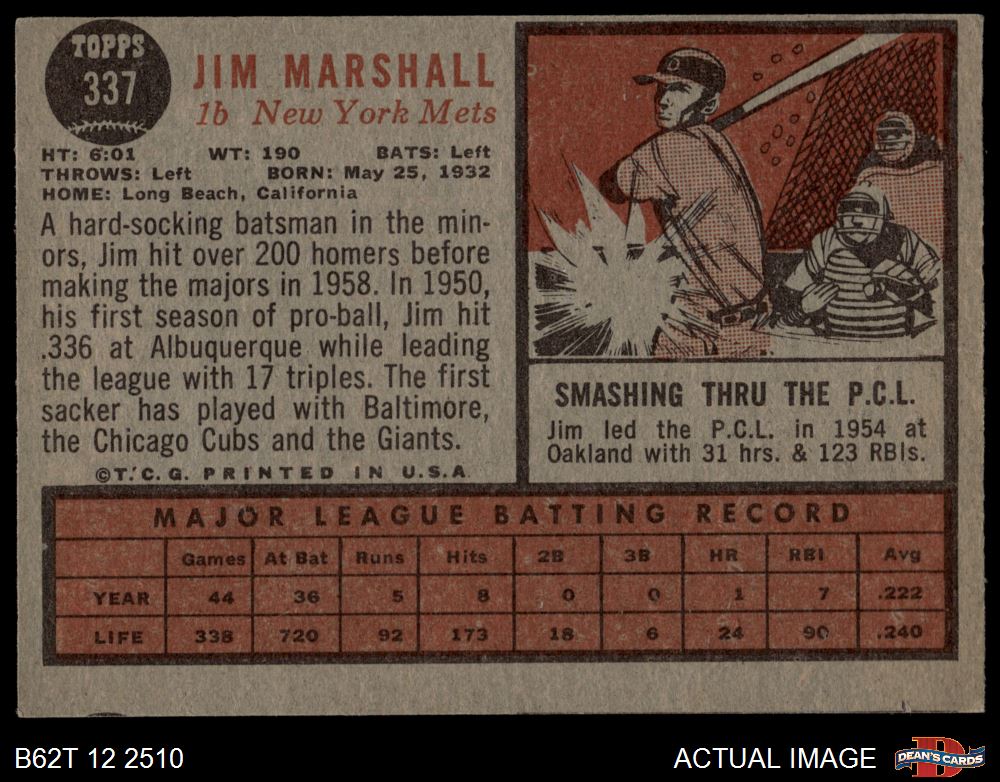 TOPPS
337
JIM MARSHALL
1b New York Mets
HT: 6:01 WT: 190 BATS: Left
THROWS: Left BORN: May 25, 1932
HOME: Long Beach, California
A hard-socking batsman in the min-
ors, Jim hit over 200 homers before
making the majors in 1958. In 1950,
his first season of pro-ball, Jim hit
.336 at Albuquerque while leading
the league with 17 triples. The first
sacker has played with Baltimore,
the Chicago Cubs and the Giants.
©T.C.G. PRINTED IN U.S.A.
SMASHING THRU THE P.C.L.
Jim led the P.C.L. in 1954 at
Oakland with 31 hrs. & 123 RBIs.
MAJOR LEAGUE BATTING RECORD
Games At Bat Runs Hits 2B 3B HR RBI Avg
YEAR 44 36 5 8 0 0 1 7 .222
LIFE 338 720 92 173 18 6 24 90 .240
B62T 12 2510
ACTUAL IMAGE
D
DEAN'S CARDS